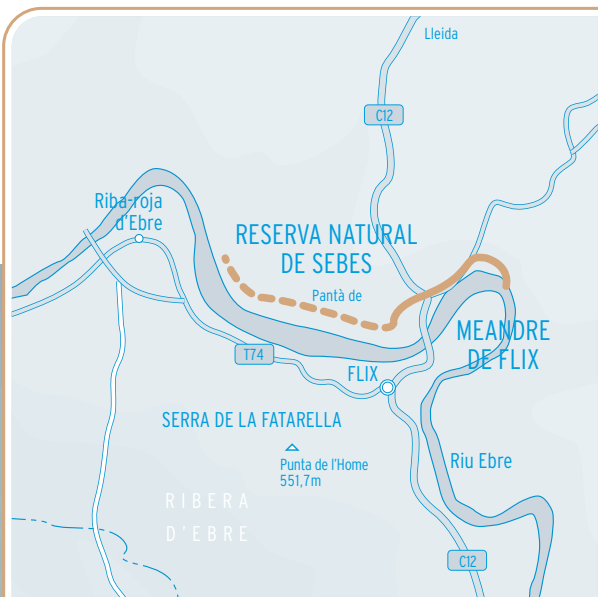 Lleida
C12
Riba-roja
d'Ebre
RESERVA NATURAL
DE SEBES
Pantà de
MEANDRE
DE FLIX
T74
FLIX
SERRA DE LA FATARELLA
Punta de l'Home
551,7m
Riu Ebre
RIBERA
D'EBRE
C12